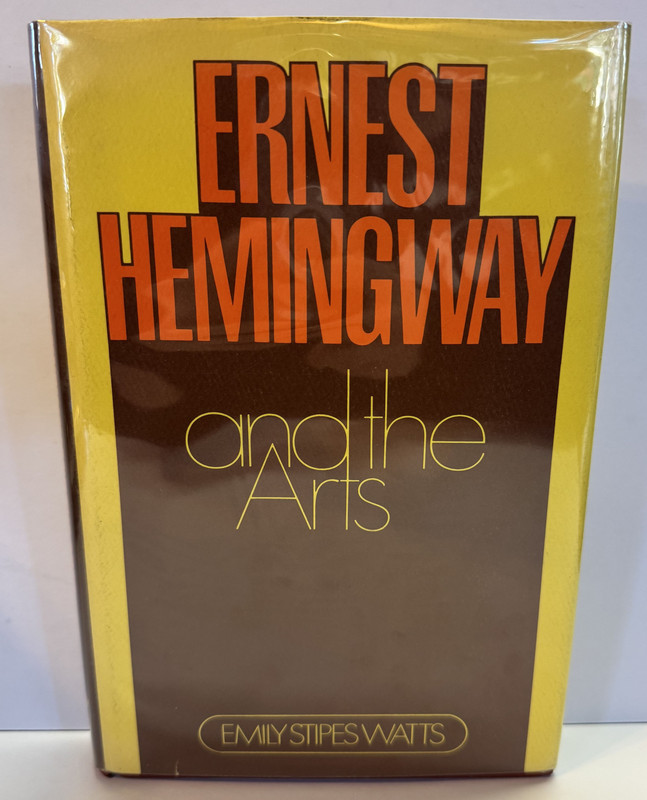 ERNEST
HEMINGWAY
and the
Arts
EMILY STIPES WATTS